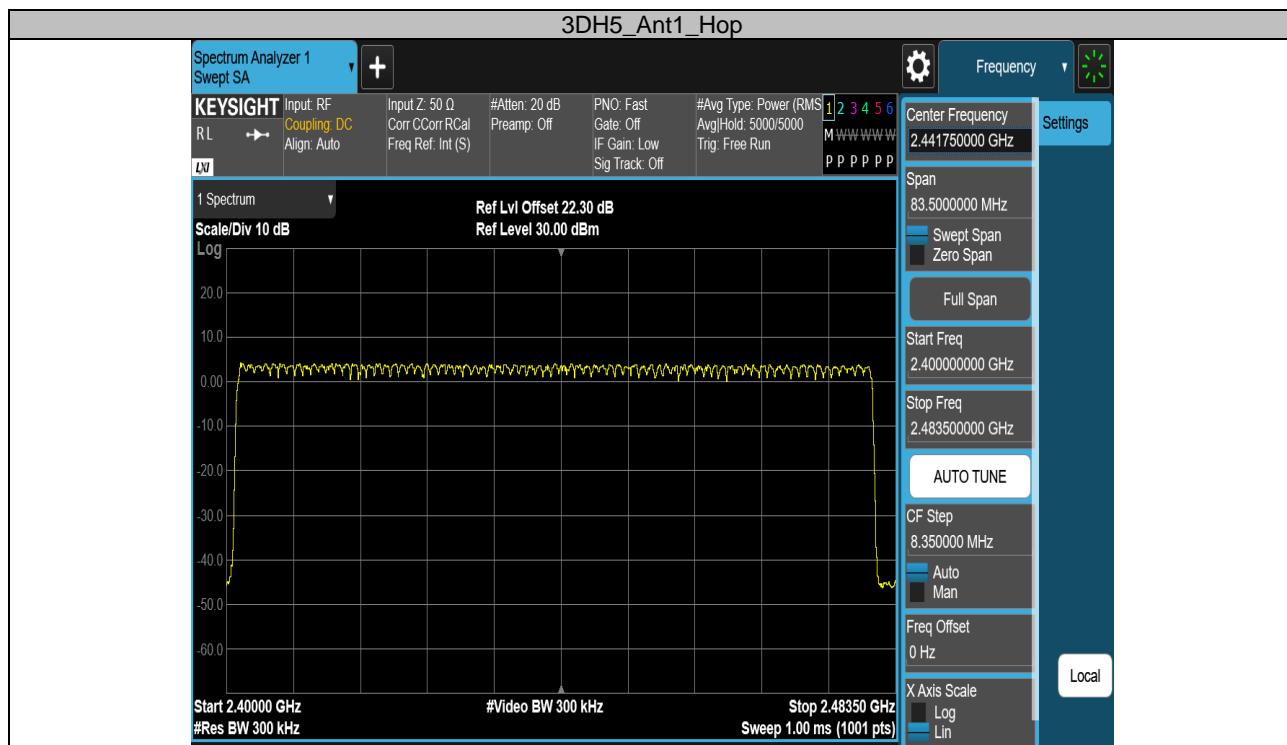 3DH5_Ant1_Hop
Spectrum Analyzer 1
Swept SA
+
Frequency
KEYSIGHT
RL
LXI
Input: RF
Coupling: DC
Align: Auto
Input Z: 50 Ω
Corr CCorr RCal
Freq Ref: Int (S)
#Atten: 20 dB
Preamp: Off
PNO: Fast
Gate: Off
IF Gain: Low
Sig Track: Off
#Avg Type: Power (RMS
Avg|Hold: 5000/5000
Trig: Free Run
1 2 3 4 5 6
M W W W W W
P P P P P P
1 Spectrum
Scale/Div 10 dB
Ref Lvl Offset 22.30 dB
Ref Level 30.00 dBm
Log
20.0
10.0
0.00
-10.0
-20.0
-30.0
-40.0
-50.0
-60.0
Start 2.40000 GHz
#Video BW 300 kHz
Stop 2.48350 GHz
#Res BW 300 kHz
Sweep 1.00 ms (1001 pts)
Center Frequency
2.441750000 GHz
Settings
Span
83.5000000 MHz
Swept Span
Zero Span
Full Span
Start Freq
2.400000000 GHz
Stop Freq
2.483500000 GHz
AUTO TUNE
CF Step
8.350000 MHz
Auto
Man
Freq Offset
0 Hz
X Axis Scale
Log
Lin
Local